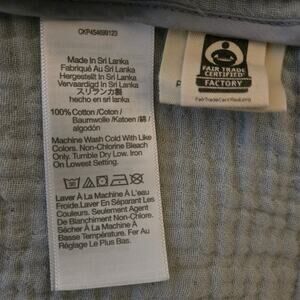 CKP454699123
Made In Sri Lanka
Fabriqué Au Sri Lanka
Hergestellt In Sri Lanka
Vervaardigd In Sri Lanka
スリランカ製
hecho en sri lanka
100% Cotton /Coton /
Baumwolle /Katoen /綿 /
algodón
Machine Wash Cold With Like
Colors. Non-Chlorine Bleach
Only. Tumble Dry Low. Iron
On Lowest Setting.
Laver À La Machine À L'eau
Froide.Laver En Séparant Les
Couleurs. Seulement Agent
De Blanchiment Non-Chlore.
Sécher À La Machine À
Basse Température. Fer Au
Réglage Le Plus Bas.
FAIR TRADE
CERTIFIED
FACTORY
FairTradeCertified.org